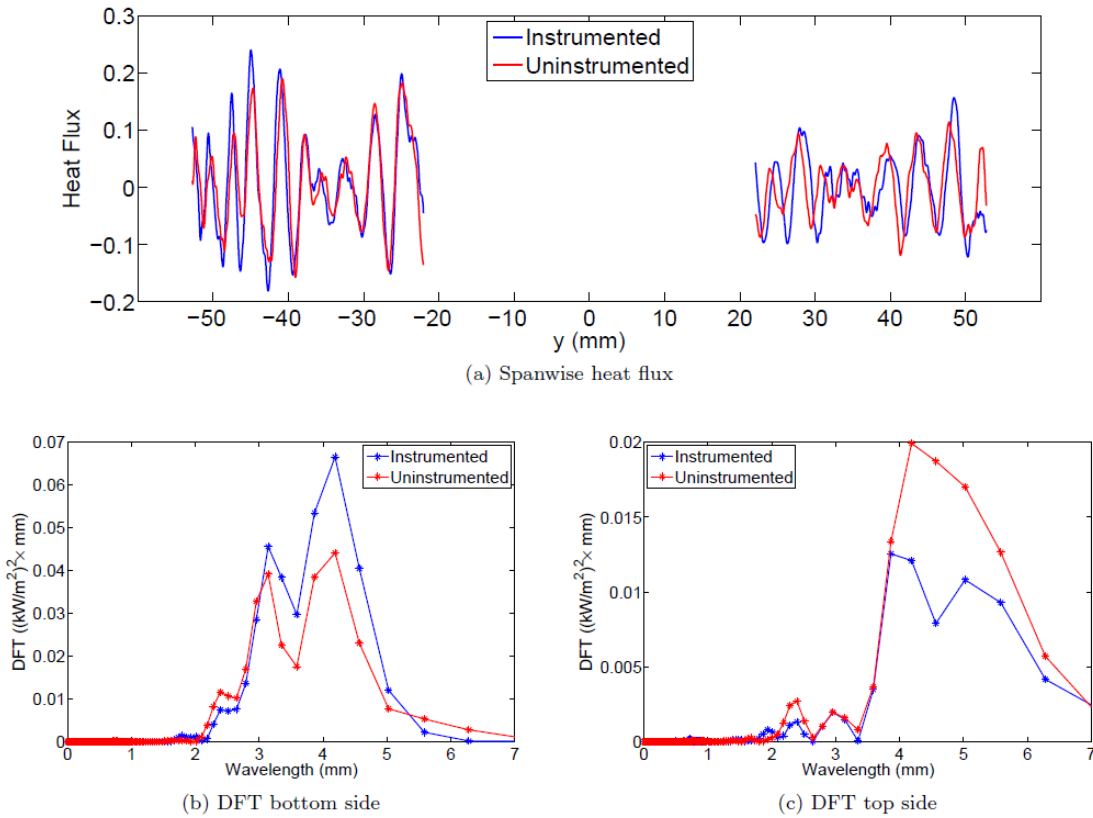 0.3
0.2
0.1
0
−0.1
−0.2
Heat Flux
Instrumented
Uninstrumented
−50 −40 −30 −20 −10 0 10 20 30 40 50
y (mm)
(a) Spanwise heat flux
0.07
0.06
0.05
0.04
0.03
0.02
0.01
0
DFT ((kW/m²)²× mm)
Instrumented
Uninstrumented
0 1 2 3 4 5 6 7
Wavelength (mm)
(b) DFT bottom side
0.02
0.015
0.01
0.005
0
DFT ((kW/m²)²× mm)
Instrumented
Uninstrumented
0 1 2 3 4 5 6 7
Wavelength (mm)
(c) DFT top side